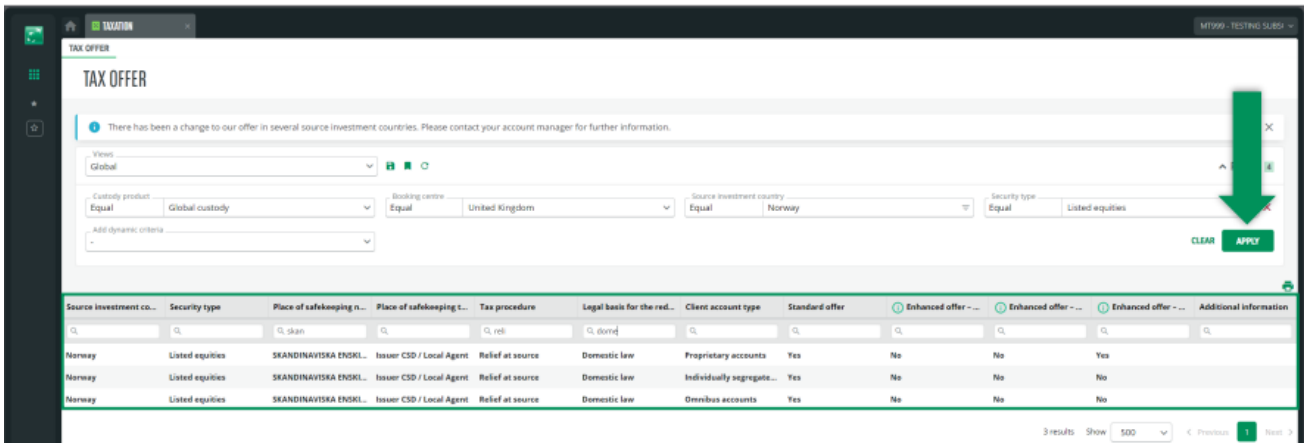 TAXATION ×
MT999 - TESTING SUBSI
TAX OFFER
TAX OFFER
There has been a change to our offer in several source investment countries. Please contact your account manager for further information.
Views
Global
4
Custody product Booking centre Source investment country Security type
Equal Global custody Equal United Kingdom Equal Norway Equal Listed equities
Add dynamic criteria
-
CLEAR APPLY
Source investment co... Security type Place of safekeeping n... Place of safekeeping t... Tax procedure Legal basis for the red... Client account type Standard offer Enhanced offer – ... Enhanced offer – ... Enhanced offer – ... Additional information
skan reli dome
Norway Listed equities SKANDINAVISKA ENSKI... Issuer CSD / Local Agent Relief at source Domestic law Proprietary accounts Yes No No Yes
Norway Listed equities SKANDINAVISKA ENSKI... Issuer CSD / Local Agent Relief at source Domestic law Individually segregate... Yes No No No
Norway Listed equities SKANDINAVISKA ENSKI... Issuer CSD / Local Agent Relief at source Domestic law Omnibus accounts Yes No No No
3 results Show 500 < Previous 1 Next >